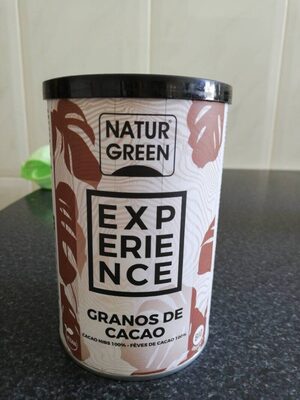 NATUR
GREEN
EXP
ERIE
NCE
GRANOS DE
CACAO
CACAO NIBS 100% - FÈVES DE CACAO 100%